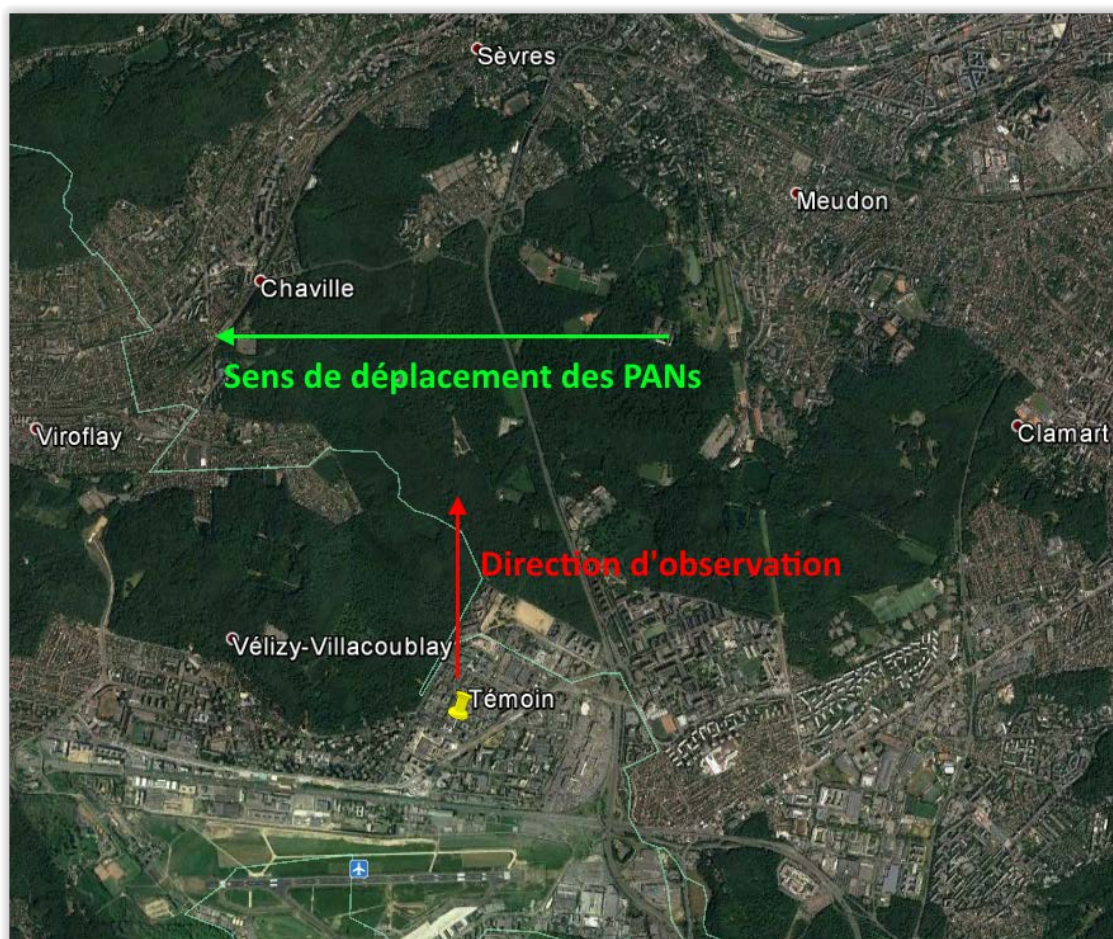 Sèvres
Meudon
Chaville
Sens de déplacement des PANs
Viroflay
Clamart
Direction d'observation
Vélizy-Villacoublay
Témoin